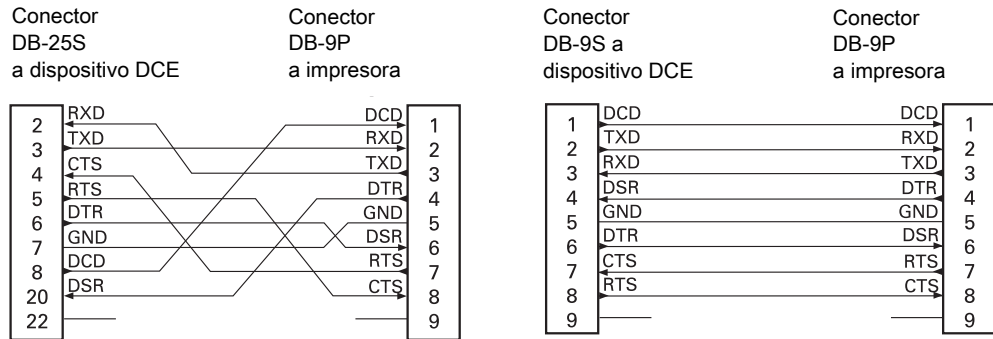 Conector
DB-25S
a dispositivo DCE
Conector
DB-9P
a impresora
2 RXD DCD 1
3 TXD RXD 2
4 CTS TXD 3
5 RTS DTR 4
6 DTR GND 5
7 GND DSR 6
8 DCD RTS 7
20 DSR CTS 8
22 9
Conector
DB-9S a
dispositivo DCE
Conector
DB-9P
a impresora
1 DCD DCD 1
2 TXD RXD 2
3 RXD TXD 3
4 DSR DTR 4
5 GND GND 5
6 DTR DSR 6
7 CTS RTS 7
8 RTS CTS 8
9 9